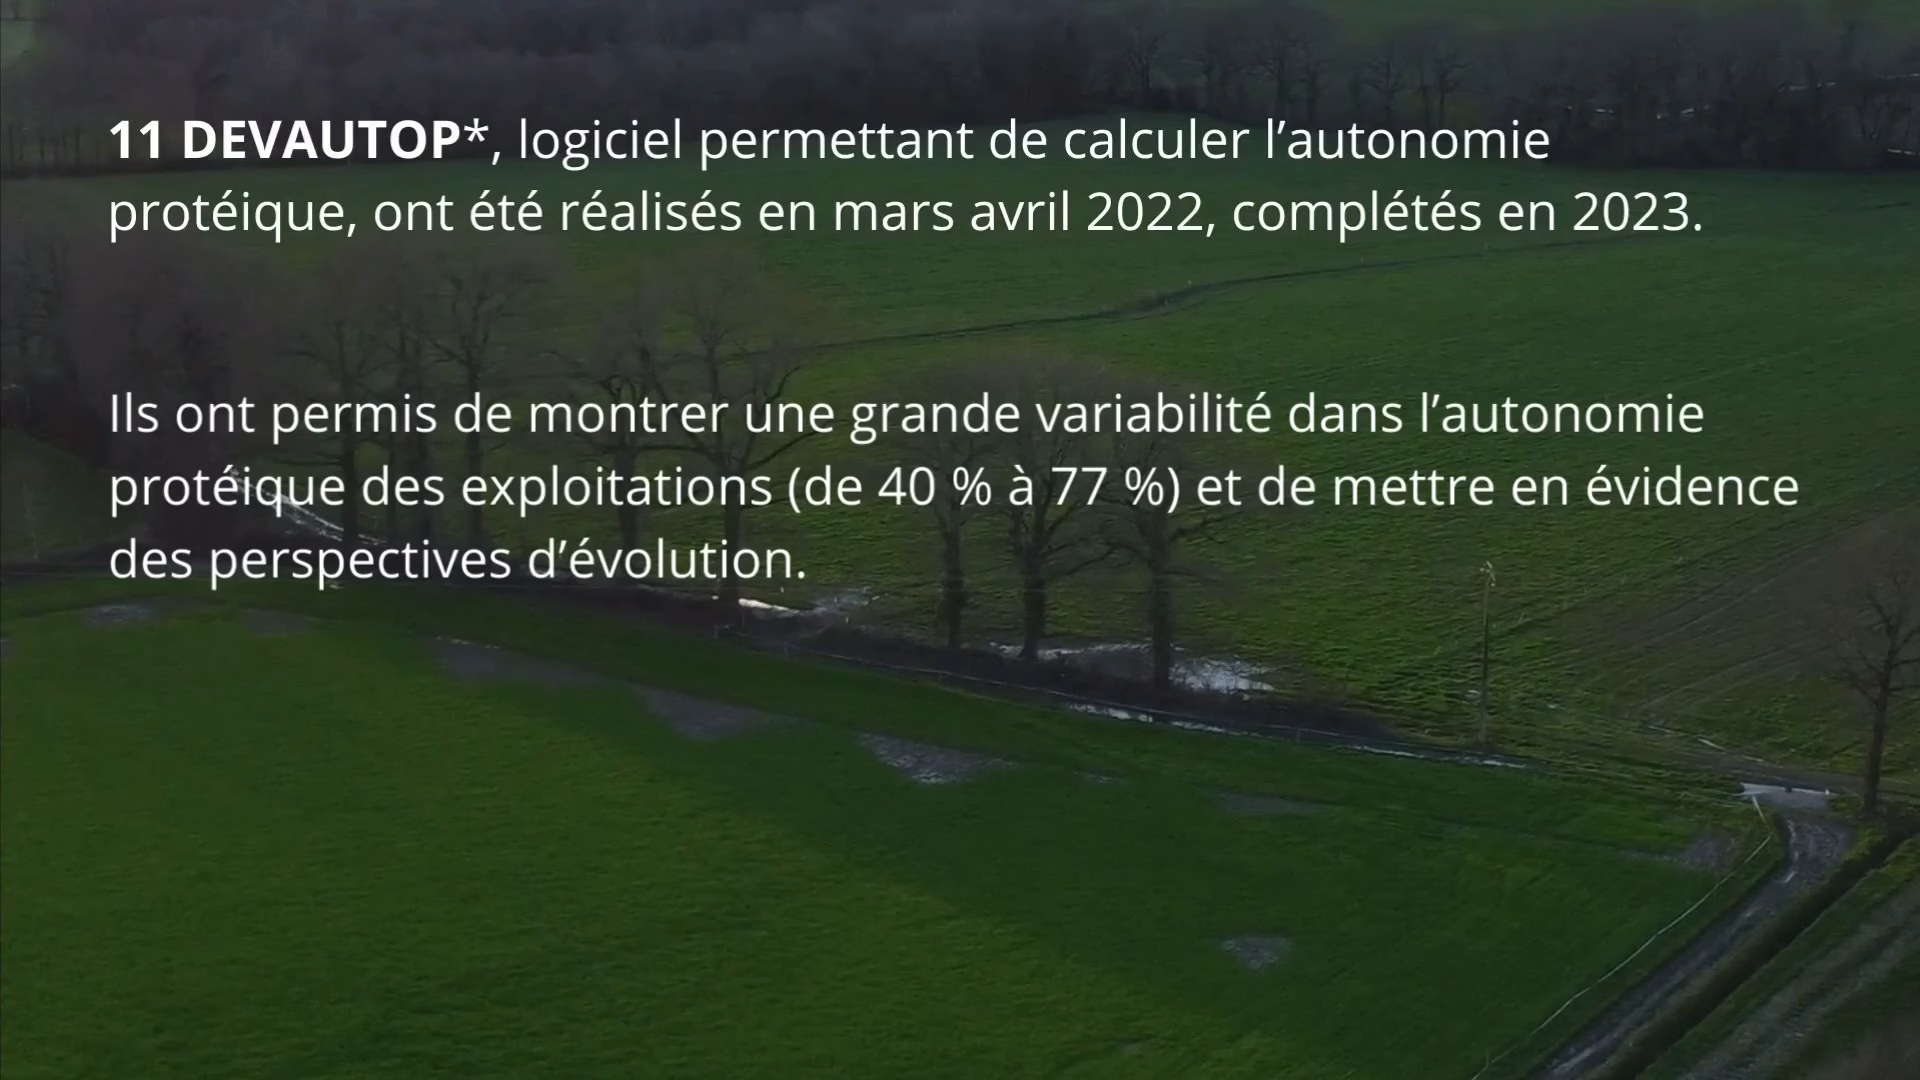 11 DEVAUTOP*, logiciel permettant de calculer l’autonomie
protéique, ont été réalisés en mars avril 2022, complétés en 2023.
Ils ont permis de montrer une grande variabilité dans l’autonomie
protéique des exploitations (de 40 % à 77 %) et de mettre en évidence
des perspectives d’évolution.